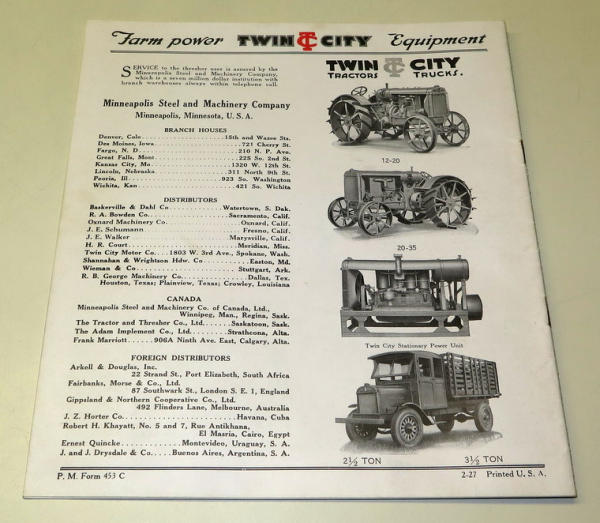 Farm power TWIN TC CITY Equipment
SERVICE to the thresher user is assured by the
Minneapolis Steel and Machinery Company,
which is a seven million dollar institution with
branch warehouses always within telephone call.
Minneapolis Steel and Machinery Company
Minneapolis, Minnesota, U. S. A.
BRANCH HOUSES
Denver, Colo. 15th and Wazee Sts.
Des Moines, Iowa 721 Cherry St.
Fargo, N. D. 210 N. P. Ave.
Great Falls, Mont. 225 So. 2nd St.
Kansas City, Mo. 1320 W. 12th St.
Lincoln, Nebraska 311 North 9th St.
Peoria, Ill. 923 So. Washington
Wichita, Kan. 421 So. Wichita
DISTRIBUTORS
Baskerville & Dahl Co. Watertown, S. Dak.
R. A. Bowden Co. Sacramento, Calif.
Oxnard Machinery Co. Oxnard, Calif.
J. E. Schumann Fresno, Calif.
J. E. Walker Marysville, Calif.
H. R. Court Meridian, Miss.
Twin City Motor Co. 1803 W. 3rd Ave., Spokane, Wash.
Shannahan & Wrightson Hdw. Co. Easton, Md.
Wieman & Co. Stuttgart, Ark.
R. B. George Machinery Co. Dallas, Tex.
Houston, Texas; Plainview, Texas; Crowley, Louisiana
CANADA
Minneapolis Steel and Machinery Co. of Canada, Ltd.,
Winnipeg, Man., Regina, Sask.
The Tractor and Thresher Co., Ltd. Saskatoon, Sask.
The Adam Implement Co., Ltd. Strathcona, Alta.
Frank Marriott 906A Ninth Ave. East, Calgary, Alta.
FOREIGN DISTRIBUTORS
Arkell & Douglas, Inc.
22 Strand St., Port Elizabeth, South Africa
Fairbanks, Morse & Co., Ltd.
87 Southwark St., London S. E. 1, England
Gippsland & Northern Cooperative Co., Ltd.
492 Flinders Lane, Melbourne, Australia
J. Z. Horter Co. Havana, Cuba
Robert H. Khayatt, No. 5 and 7, Rue Antikhana,
El Masria, Cairo, Egypt
Ernest Quincke Montevideo, Uraguay, S. A.
J. and J. Drysdale & Co. Buenos Aires, Argentina, S. A.
TWIN TC CITY
TRACTORS TRUCKS.
12-20
20-35
Twin City Stationary Power Unit
2½ TON 3½ TON
P. M. Form 453 C
2-27 Printed U. S. A.